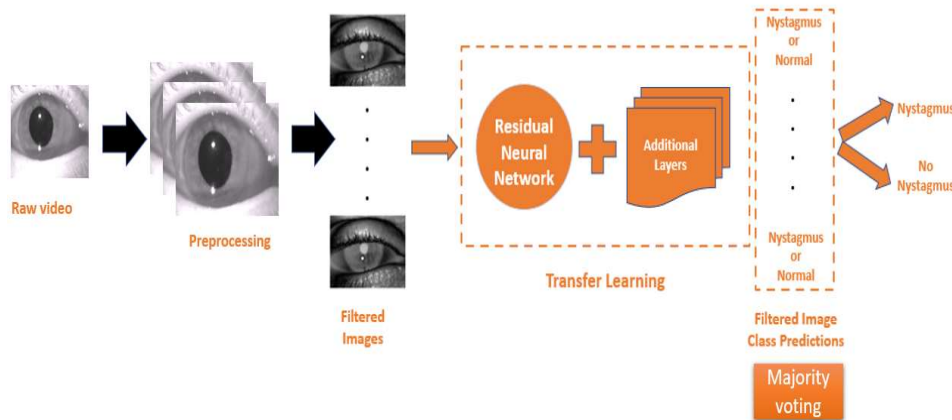 Raw video
Preprocessing
Filtered
Images
Residual
Neural
Network
Additional
Layers
Transfer Learning
Nystagmus
or
Normal
Nystagmus
or
Normal
Filtered Image
Class Predictions
Majority
voting
Nystagmus
No
Nystagmus